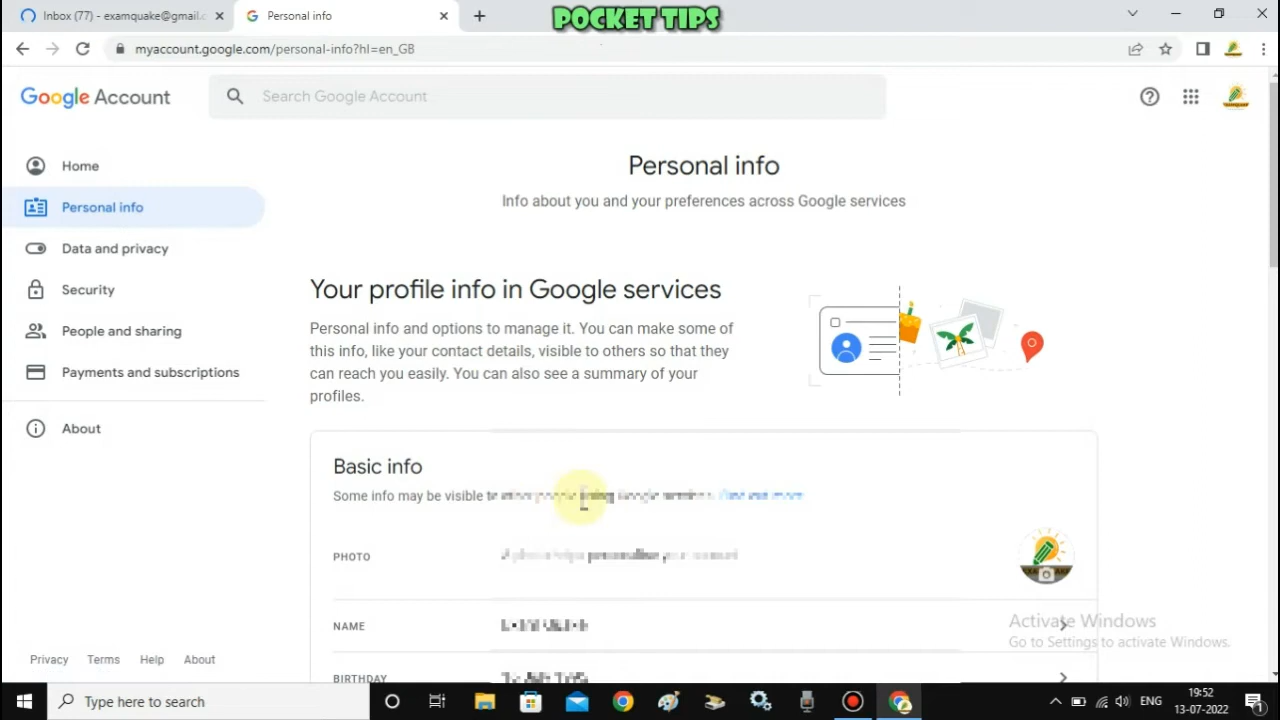 Inbox (77) - examquake@gmail.c
Personal info
POCKET TIPS
myaccount.google.com/personal-info?hl=en_GB
Google Account
Search Google Account
Home
Personal info
Data and privacy
Security
People and sharing
Payments and subscriptions
About
Personal info
Info about you and your preferences across Google services
Your profile info in Google services
Personal info and options to manage it. You can make some of
this info, like your contact details, visible to others so that they
can reach you easily. You can also see a summary of your
profiles.
Basic info
Some info may be visible
PHOTO
NAME
BIRTHDAY
Activate Windows
Go to Settings to activate Windows.
Privacy Terms Help About
Type here to search
ENG
19:52
13-07-2022
1